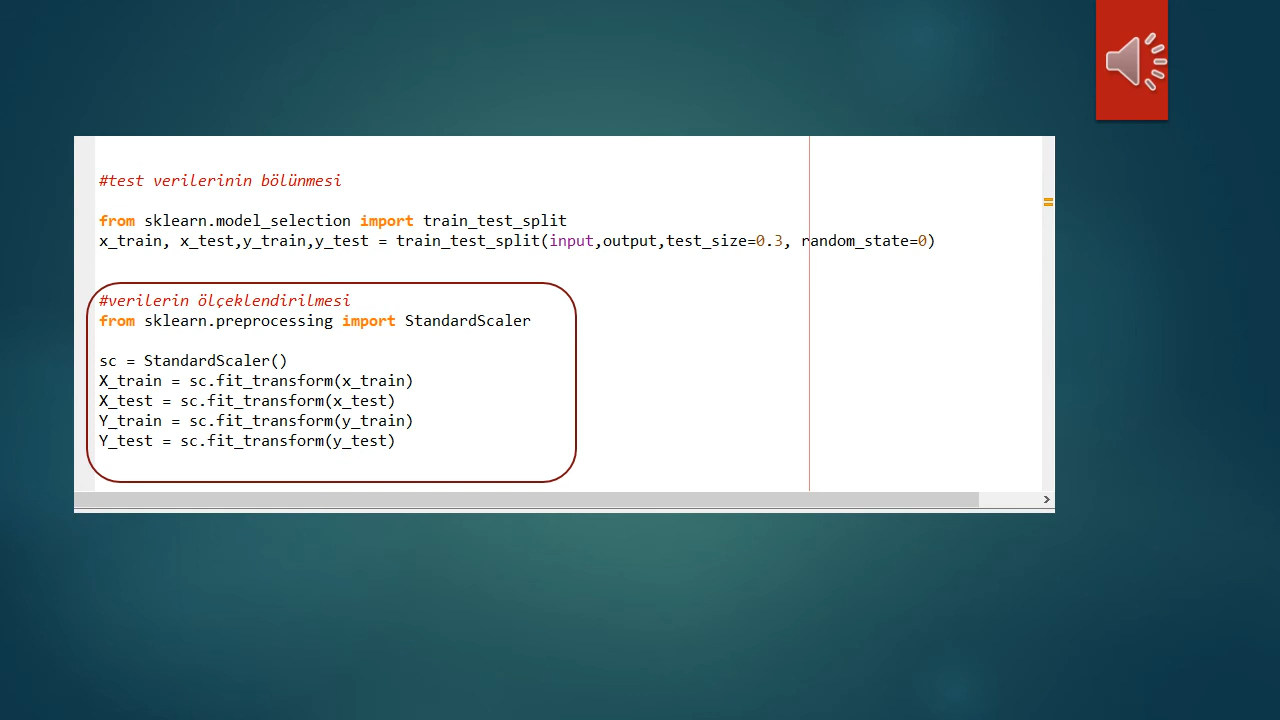 #test verilerinin bölünmesi
from sklearn.model_selection import train_test_split
x_train, x_test,y_train,y_test = train_test_split(input,output,test_size=0.3, random_state=0)
#verilerin ölçeklendirilmesi
from sklearn.preprocessing import StandardScaler
sc = StandardScaler()
X_train = sc.fit_transform(x_train)
X_test = sc.fit_transform(x_test)
Y_train = sc.fit_transform(y_train)
Y_test = sc.fit_transform(y_test)